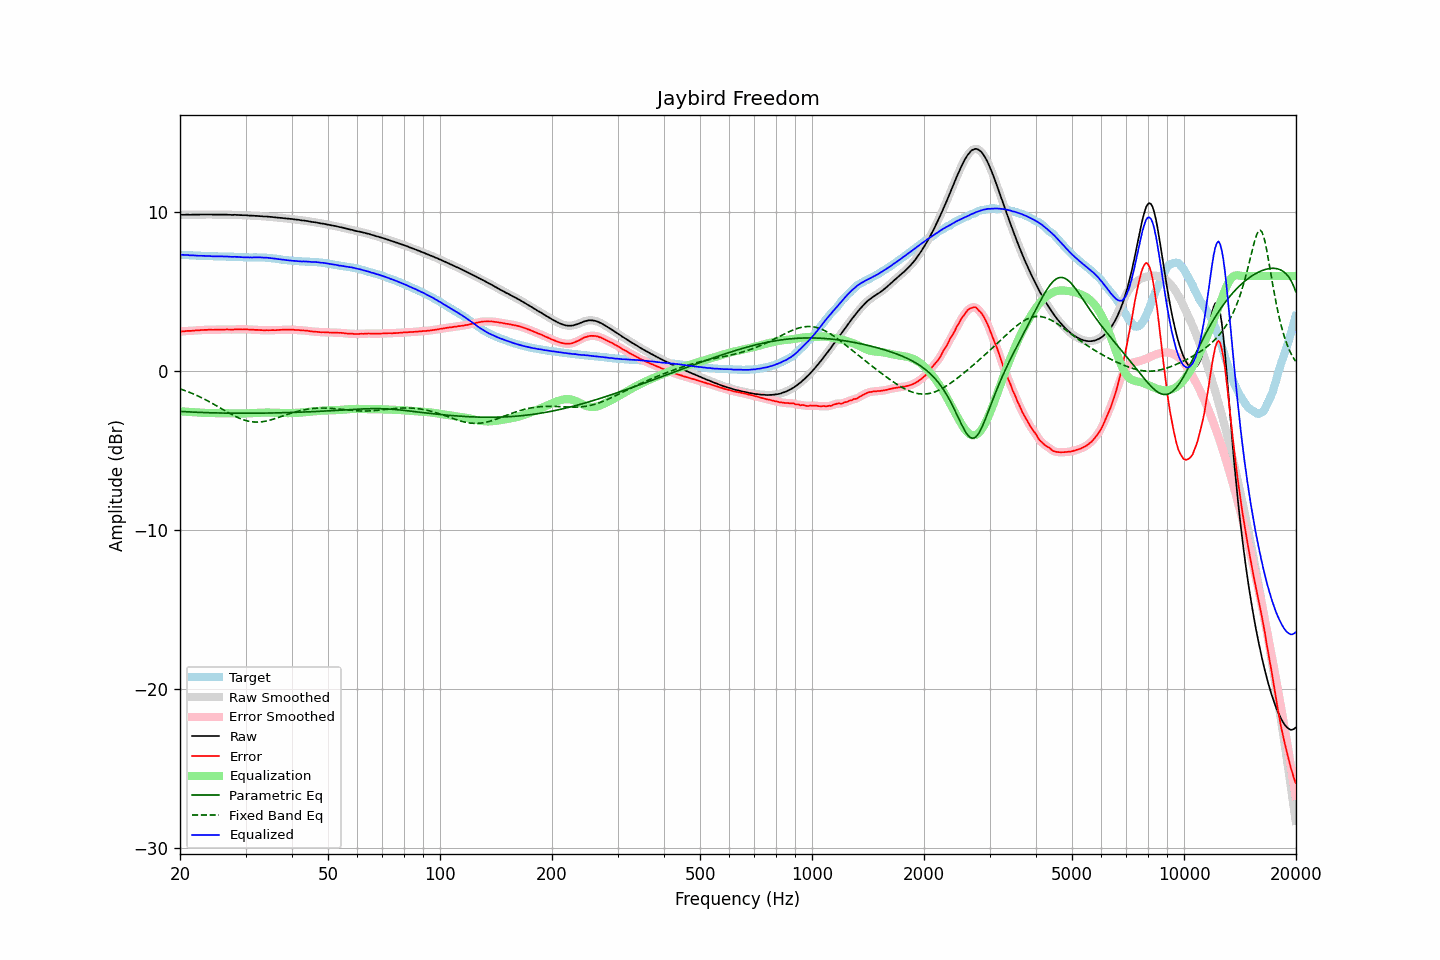 Jaybird Freedom
Amplitude (dBr)
10
0
−10
−20
−30
Target
Raw Smoothed
Error Smoothed
Raw
Error
Equalization
Parametric Eq
Fixed Band Eq
Equalized
20 50 100 200 500 1000 2000 5000 10000 20000
Frequency (Hz)